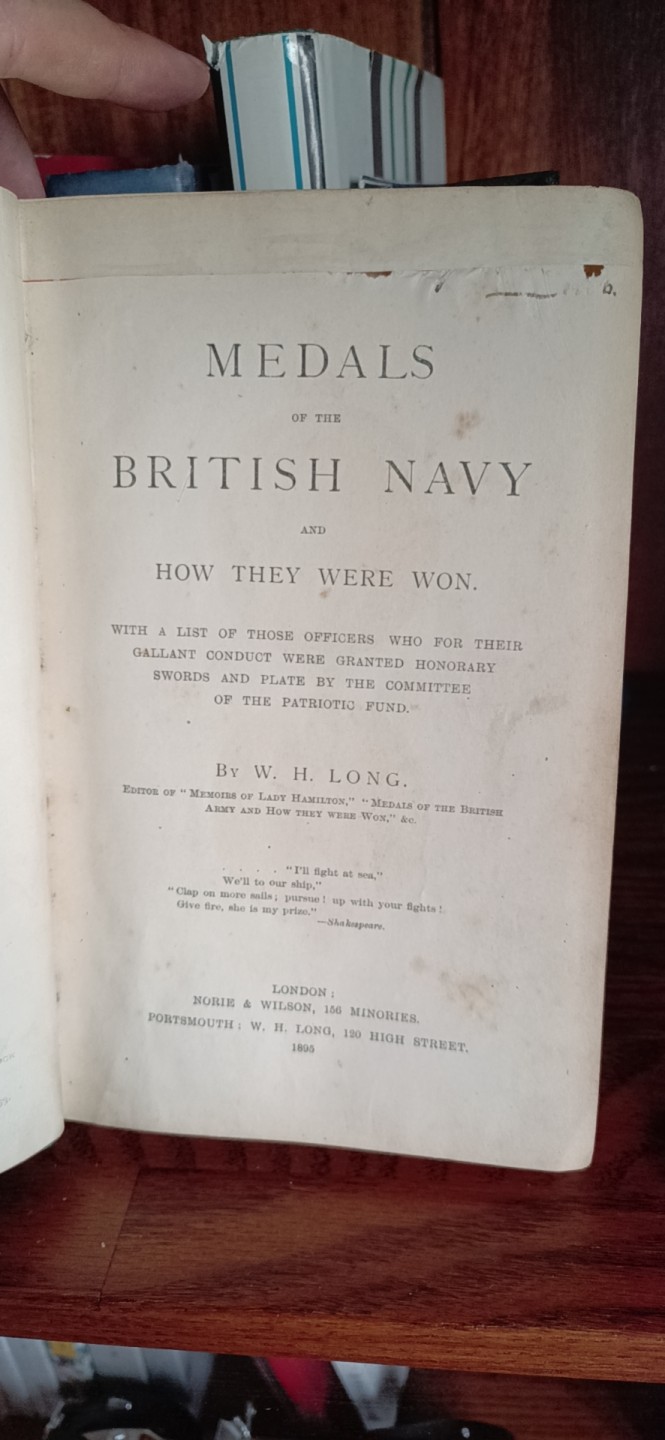 MEDALS
OF THE
BRITISH NAVY
AND
HOW THEY WERE WON.
WITH A LIST OF THOSE OFFICERS WHO FOR THEIR
GALLANT CONDUCT WERE GRANTED HONORARY
SWORDS AND PLATE BY THE COMMITTEE
OF THE PATRIOTIC FUND.
BY W. H. LONG.
EDITOR OF "MEMOIRS OF LADY HAMILTON," "MEDALS OF THE BRITISH
ARMY AND HOW THEY WERE WON," &c.
. . . . "I'll fight at sea,"
We'll to our ship,"
"Clap on more sails; pursue! up with your fights!
Give fire, she is my prize."
—Shakespeare.
LONDON:
NORIE & WILSON, 156 MINORIES.
PORTSMOUTH: W. H. LONG, 120 HIGH STREET.
1895